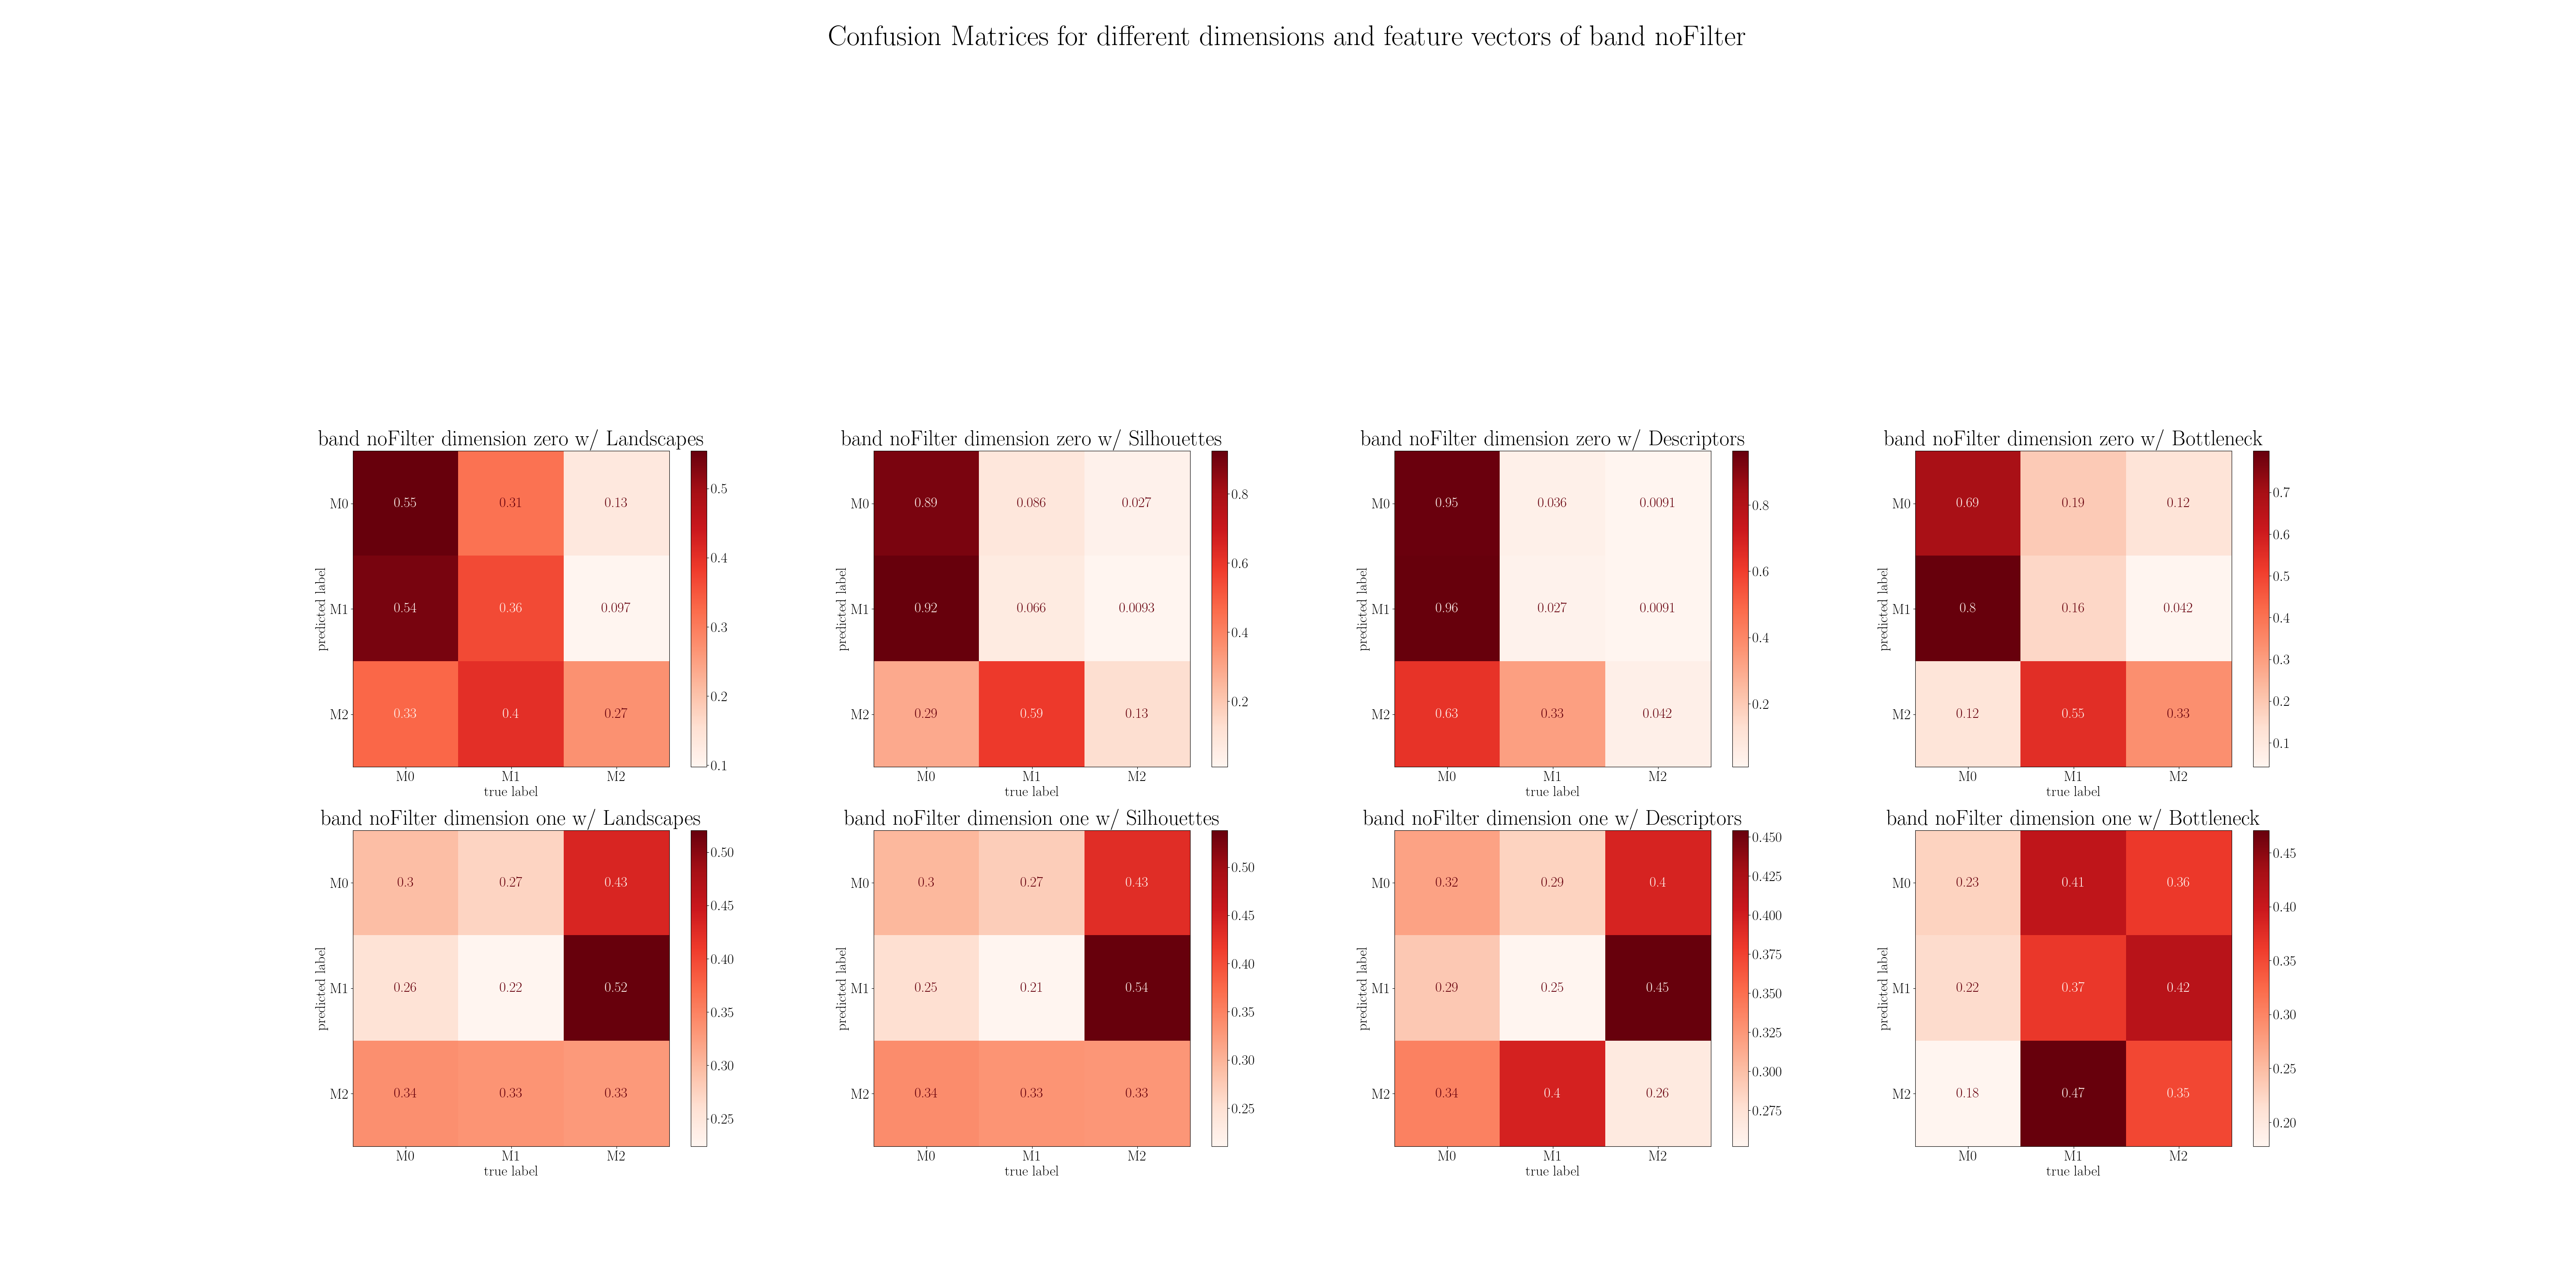 Confusion Matrices for different dimensions and feature vectors of band noFilter
band noFilter dimension zero w/ Landscapes
predicted label
M0 0.55 0.31 0.13
M1 0.54 0.36 0.097
M2 0.33 0.4 0.27
M0 M1 M2
true label
0.5
0.4
0.3
0.2
0.1
band noFilter dimension zero w/ Silhouettes
predicted label
M0 0.89 0.086 0.027
M1 0.92 0.066 0.0093
M2 0.29 0.59 0.13
M0 M1 M2
true label
0.8
0.6
0.4
0.2
band noFilter dimension zero w/ Descriptors
predicted label
M0 0.95 0.036 0.0091
M1 0.96 0.027 0.0091
M2 0.63 0.33 0.042
M0 M1 M2
true label
0.8
0.6
0.4
0.2
band noFilter dimension zero w/ Bottleneck
predicted label
M0 0.69 0.19 0.12
M1 0.8 0.16 0.042
M2 0.12 0.55 0.33
M0 M1 M2
true label
0.7
0.6
0.5
0.4
0.3
0.2
0.1
band noFilter dimension one w/ Landscapes
predicted label
M0 0.3 0.27 0.43
M1 0.26 0.22 0.52
M2 0.34 0.33 0.33
M0 M1 M2
true label
0.50
0.45
0.40
0.35
0.30
0.25
band noFilter dimension one w/ Silhouettes
predicted label
M0 0.3 0.27 0.43
M1 0.25 0.21 0.54
M2 0.34 0.33 0.33
M0 M1 M2
true label
0.50
0.45
0.40
0.35
0.30
0.25
band noFilter dimension one w/ Descriptors
predicted label
M0 0.32 0.29 0.4
M1 0.29 0.25 0.45
M2 0.34 0.4 0.26
M0 M1 M2
true label
0.450
0.425
0.400
0.375
0.350
0.325
0.300
0.275
band noFilter dimension one w/ Bottleneck
predicted label
M0 0.23 0.41 0.36
M1 0.22 0.37 0.42
M2 0.18 0.47 0.35
M0 M1 M2
true label
0.45
0.40
0.35
0.30
0.25
0.20